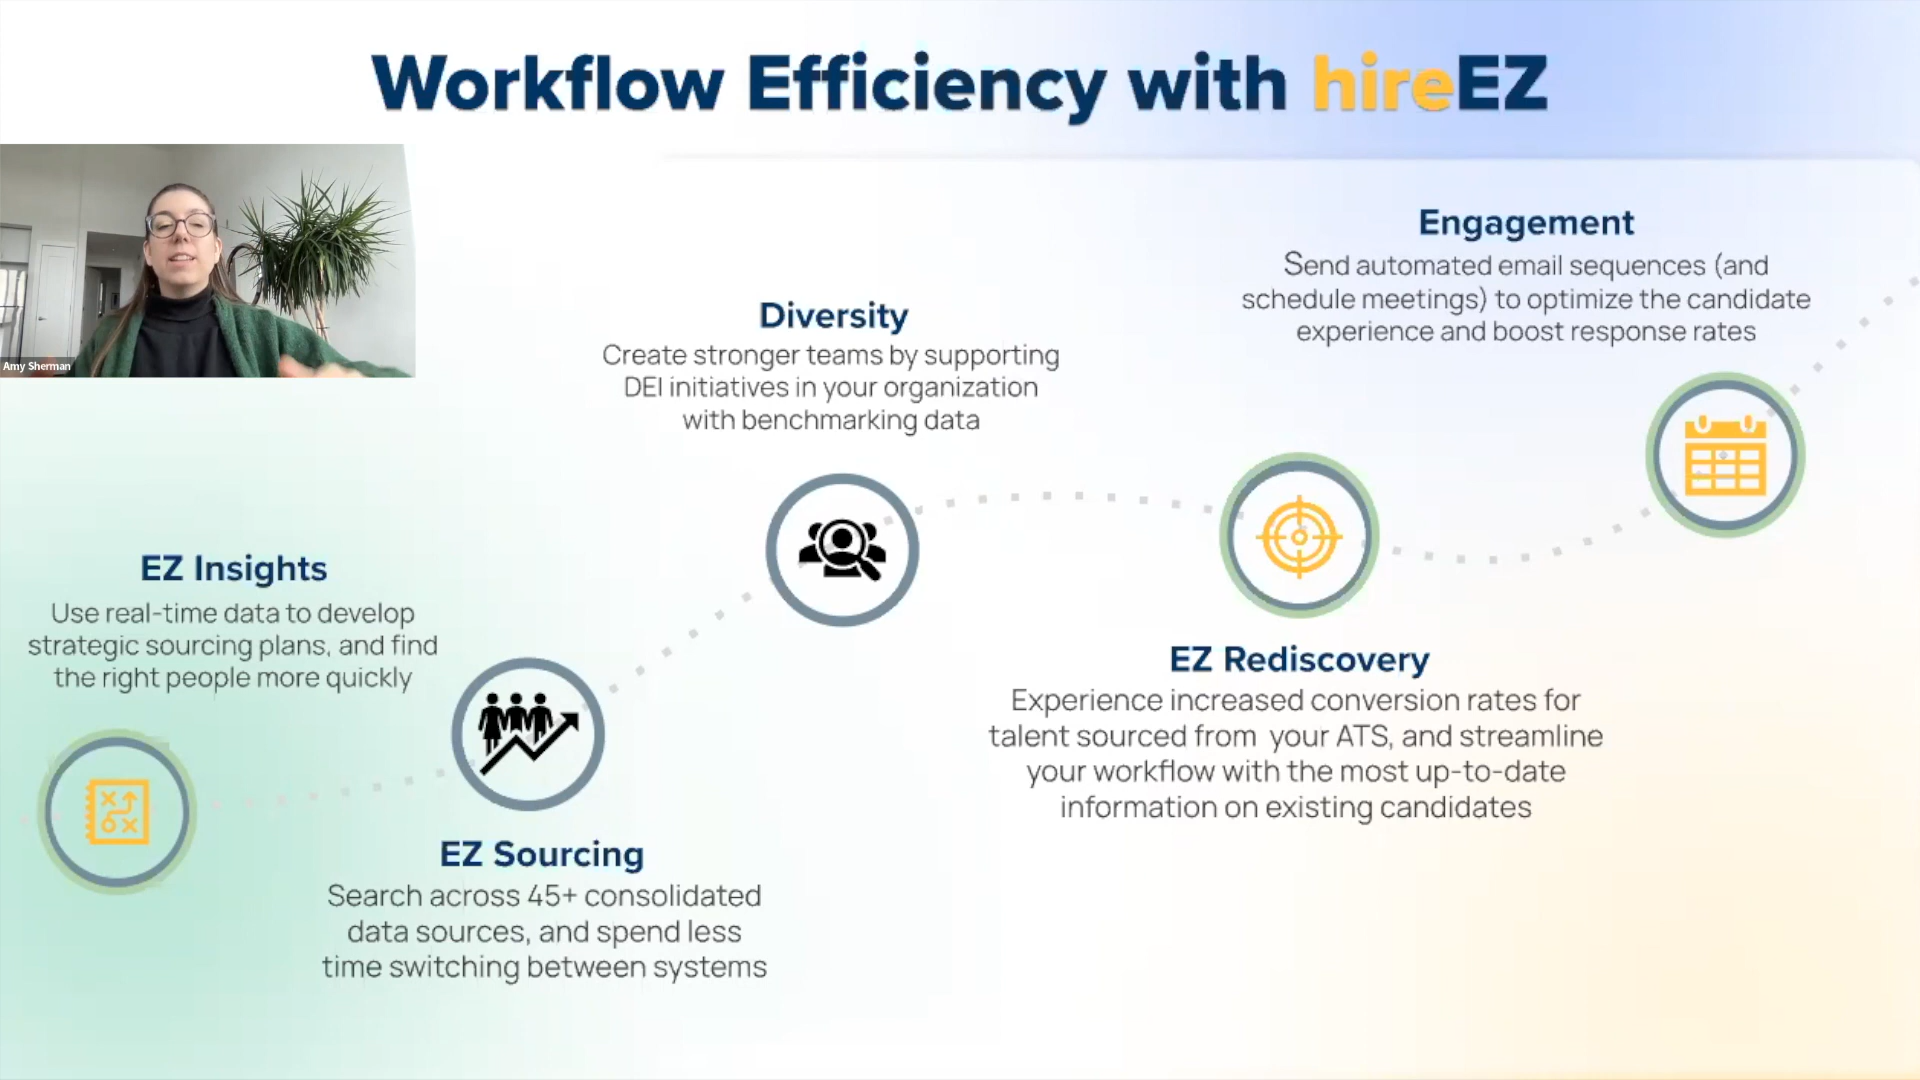 Workflow Efficiency with hireEZ
Amy Sherman
EZ Insights
Use real-time data to develop
strategic sourcing plans, and find
the right people more quickly
EZ Sourcing
Search across 45+ consolidated
data sources, and spend less
time switching between systems
Diversity
Create stronger teams by supporting
DEI initiatives in your organization
with benchmarking data
EZ Rediscovery
Experience increased conversion rates for
talent sourced from your ATS, and streamline
your workflow with the most up-to-date
information on existing candidates
Engagement
Send automated email sequences (and
schedule meetings) to optimize the candidate
experience and boost response rates